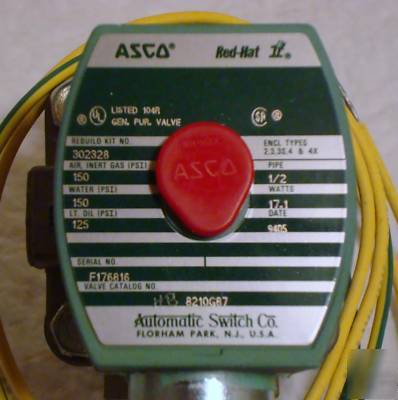 ASCO® Red-Hat II®
UL LISTED 104R
GEN. PUR. VALVE
REBUILD KIT NO.
302328
ENCL TYPES
2,3,3S,4 & 4X
AIR, INERT GAS (PSI)
150
PIPE
1/2
WATER (PSI)
150
WATTS
17.1
LT. OIL (PSI)
125
DATE
9405
ASCO
SERIAL NO.
F176816
VALVE CATALOG NO.
HB 8210G87
Automatic Switch Co.
FLORHAM PARK, N.J., U.S.A.